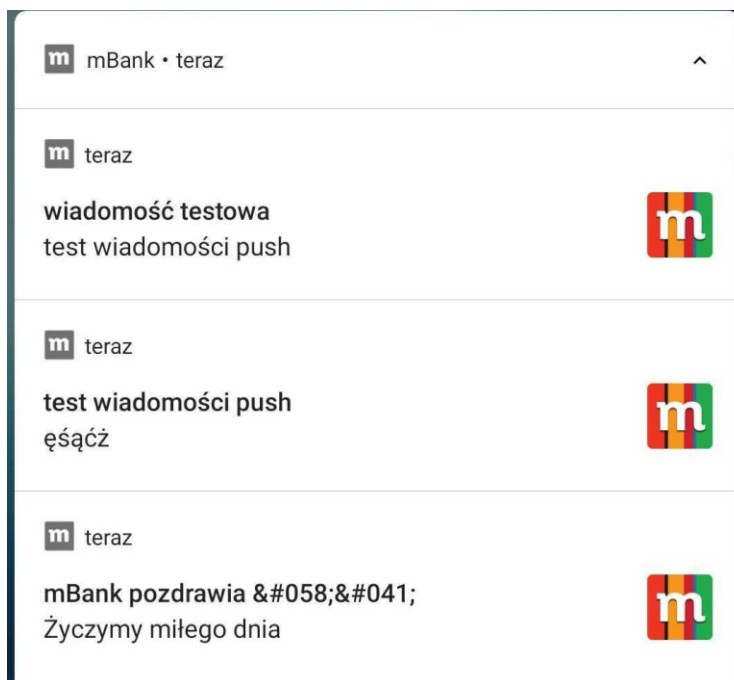 m mBank • teraz
m teraz
wiadomość testowa
test wiadomości push
m
m teraz
test wiadomości push
ęśąćż
m
m teraz
mBank pozdrawia &#058;&#041;
Życzymy miłego dnia
m